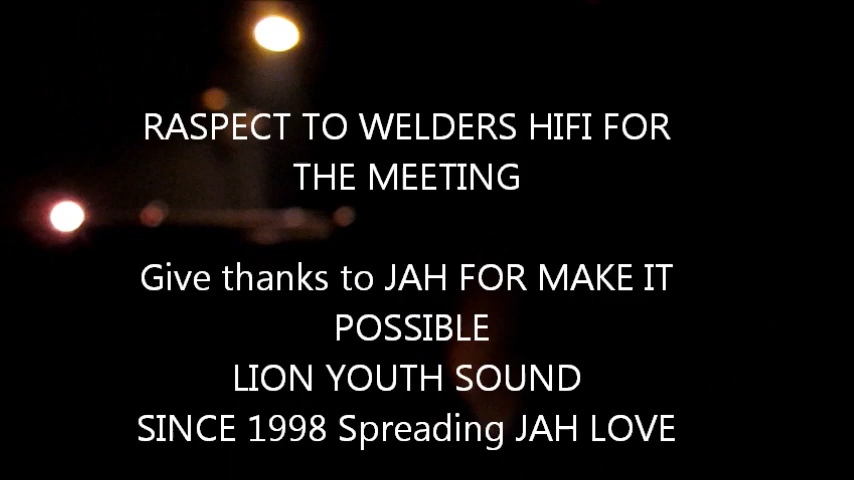 RASPECT TO WELDERS HIFI FOR
THE MEETING
Give thanks to JAH FOR MAKE IT
POSSIBLE
LION YOUTH SOUND
SINCE 1998 Spreading JAH LOVE